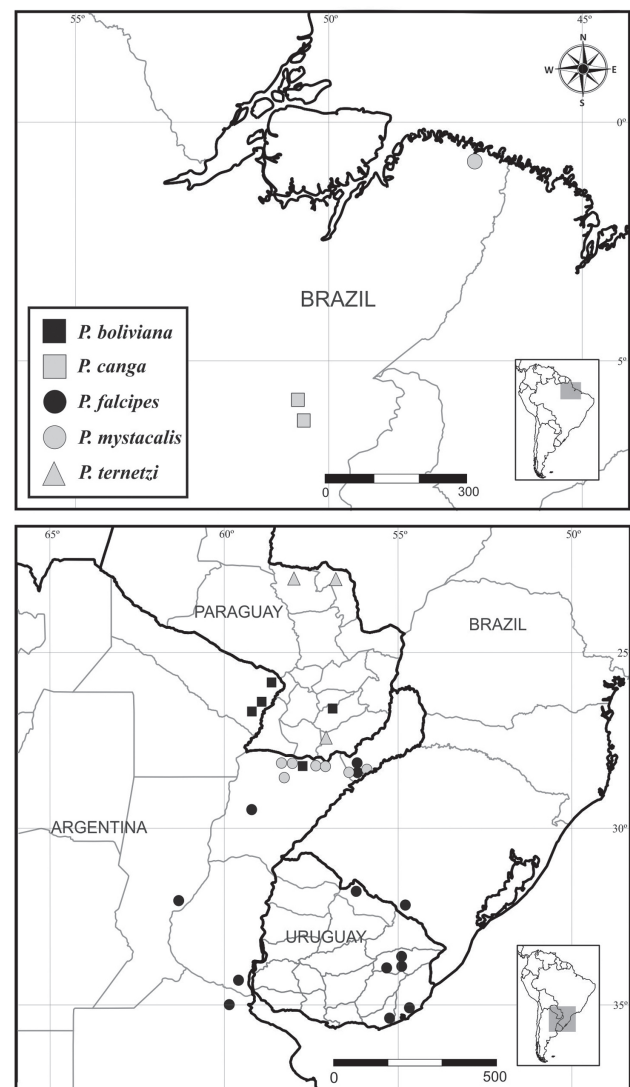 55° 50° 45°
N
W E
S
0°
BRAZIL
5°
P. boliviana
P. canga
P. falcipes
P. mystacalis
P. ternetzi
0 300
65° 60° 55° 50°
PARAGUAY
BRAZIL
25°
ARGENTINA
30°
URUGUAY
35°
0 500